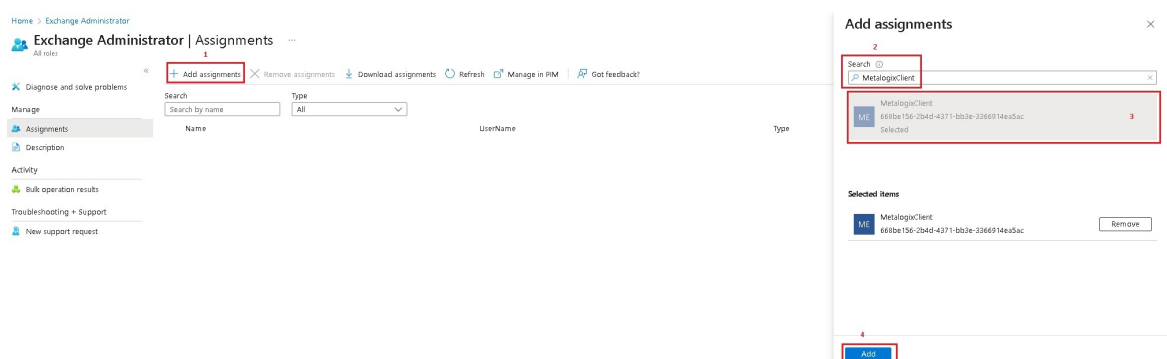 Home > Exchange Administrator
Exchange Administrator | Assignments ...
All roles
1
«
Diagnose and solve problems
Manage
Assignments
Description
Activity
Bulk operation results
Troubleshooting + Support
New support request
+ Add assignments Remove assignments Download assignments Refresh Manage in PIM Got feedback?
Search Type
Search by name All
Name UserName Type
Add assignments
2
Search
MetalogixClient
ME MetalogixClient
668be156-2b4d-4371-bb3e-3366914ea5ac 3
Selected
Selected items
ME MetalogixClient
668be156-2b4d-4371-bb3e-3366914ea5ac
Remove
4
Add